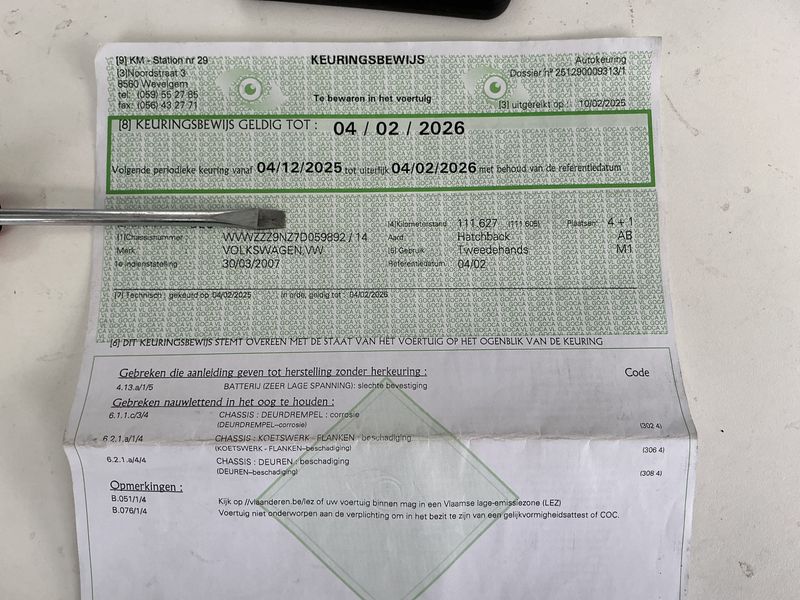 [9] KM - Station nr 29
KEURINGSBEWIJS
Autokeuring
[3]Noordstraat 3
Dossier nº 251290009313/1
8560 Wevelgem
tel: (059) 55 27 85
fax: (056) 43 27 71
Te bewaren in het voertuig
[3] uitgereikt op : 10/02/2025
[8] KEURINGSBEWIJS GELDIG TOT : 04 / 02 / 2026
Volgende periodieke keuring vanaf 04/12/2025 tot uiterlijk 04/02/2026 met behoud van de referentiedatum
[4]Kilometerstand 111.627 (111 605) Plaatsen 4 + 1
[1]Chassisnummer : WVWZZZ9NZ7D059892 / 14 Aard Hatchback AB
Merk VOLKSWAGEN,VW [5] Gebruik Tweedehands M1
1e indienststelling 30/03/2007 Referentiedatum 04/02
[7] Technisch : gekeurd op 04/02/2025 in orde, geldig tot : 04/02/2026
[6] DIT KEURINGSBEWIJS STEMT OVEREEN MET DE STAAT VAN HET VOERTUIG OP HET OGENBLIK VAN DE KEURING
Gebreken die aanleiding geven tot herstelling zonder herkeuring : Code
4.13.a/1/5 BATTERIJ (ZEER LAGE SPANNING): slechte bevestiging
Gebreken nauwlettend in het oog te houden :
6.1.1.c/3/4 CHASSIS : DEURDREMPEL : corrosie
(DEURDREMPEL-corrosie) (302 4)
6.2.1.a/1/4 CHASSIS : KOETSWERK - FLANKEN : beschadiging
(KOETSWERK - FLANKEN-beschadiging) (306 4)
6.2.1.a/4/4 CHASSIS : DEUREN : beschadiging
(DEUREN-beschadiging) (308 4)
Opmerkingen :
B.051/1/4 Kijk op //vlaanderen.be/lez of uw voertuig binnen mag in een Vlaamse lage-emissiezone (LEZ)
B.076/1/4 Voertuig niet onderworpen aan de verplichting om in het bezit te zijn van een gelijkvormigheidsattest of COC.